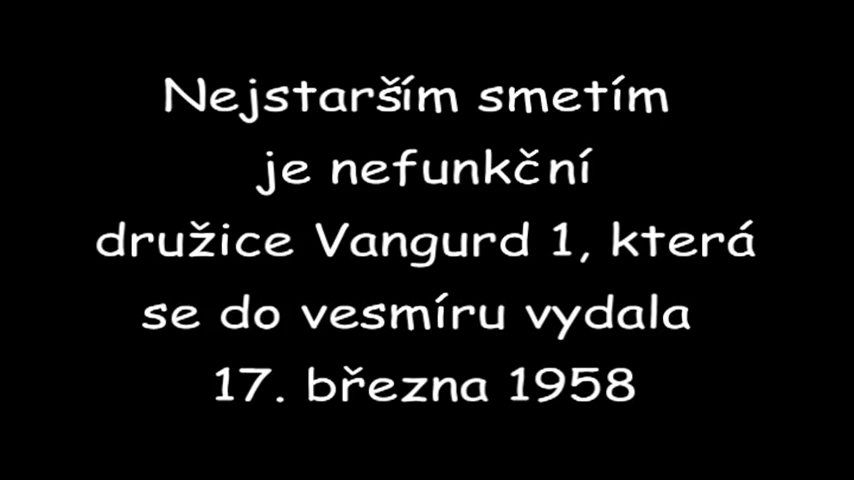 Nejstarším smetím
je nefunkční
družice Vangurd 1, která
se do vesmíru vydala
17. března 1958